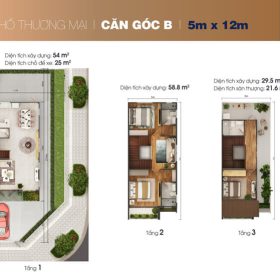 HỐ THƯƠNG MẠI | CĂN GÓC B | 5m x 12m
Diện tích xây dựng: 54 m²
Diện tích chỗ để xe: 25 m²
Diện tích xây dựng: 58.8 m²
Diện tích xây dựng: 29.5 m
Diện tích sân thượng: 21.6
Tầng 1
Tầng 2
Tầng 3